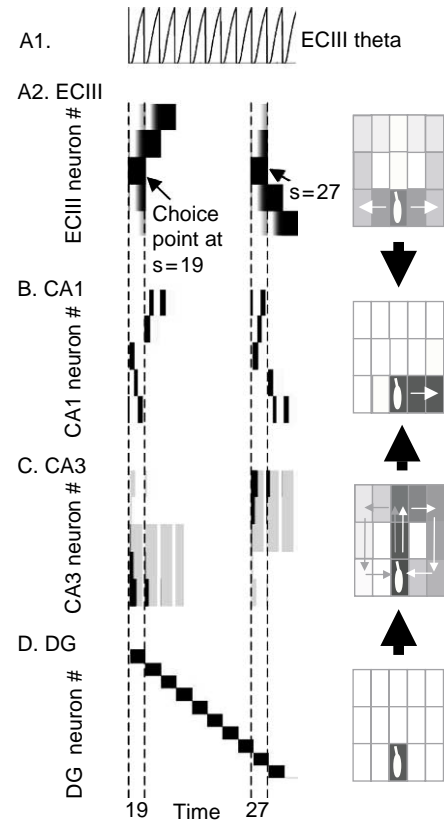 A1.
ECIII theta
A2. ECIII
ECIII neuron #
Choice
point at
s=19
s=27
B. CA1
CA1 neuron #
C. CA3
CA3 neuron #
D. DG
DG neuron #
19 Time 27